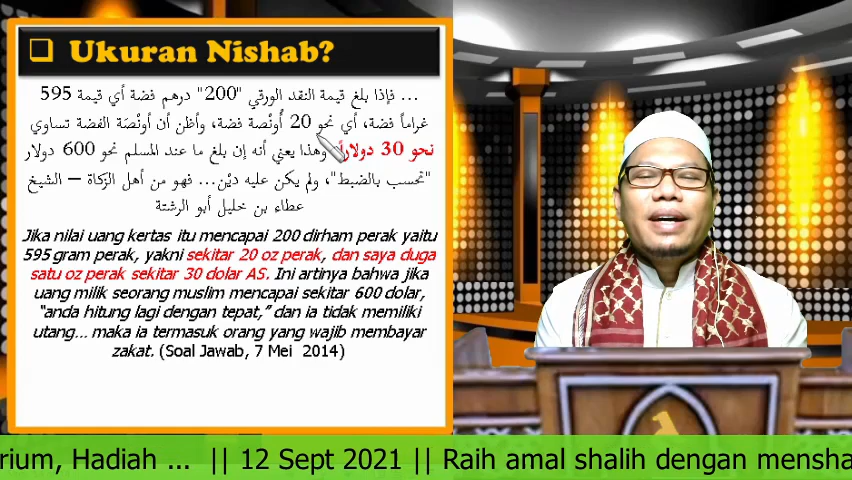 Ukuran Nishab?
... فإذا بلغ قيمة النقد الورقي "200" درهم فضة أي قيمة 595
غراماً فضة، أي نحو 20 أُونْصة فضة، وأظن أن أونْصَة الفضة تساوي
نحو 30 دولاراً، وهذا يعني أنه إن بلغ ما عند المسلم نحو 600 دولار
"تحسب بالضبط"، ولم يكن عليه ديْن... فهو من أهل الزكاة – الشيخ
عطاء بن خليل أبو الرشتة
Jika nilai uang kertas itu mencapai 200 dirham perak yaitu
595 gram perak, yakni sekitar 20 oz perak, dan saya duga
satu oz perak sekitar 30 dolar AS. Ini artinya bahwa jika
uang milik seorang muslim mencapai sekitar 600 dolar,
"anda hitung lagi dengan tepat," dan ia tidak memiliki
utang... maka ia termasuk orang yang wajib membayar
zakat. (Soal Jawab, 7 Mei 2014)
rium, Hadiah ... || 12 Sept 2021 || Raih amal shalih dengan mensha